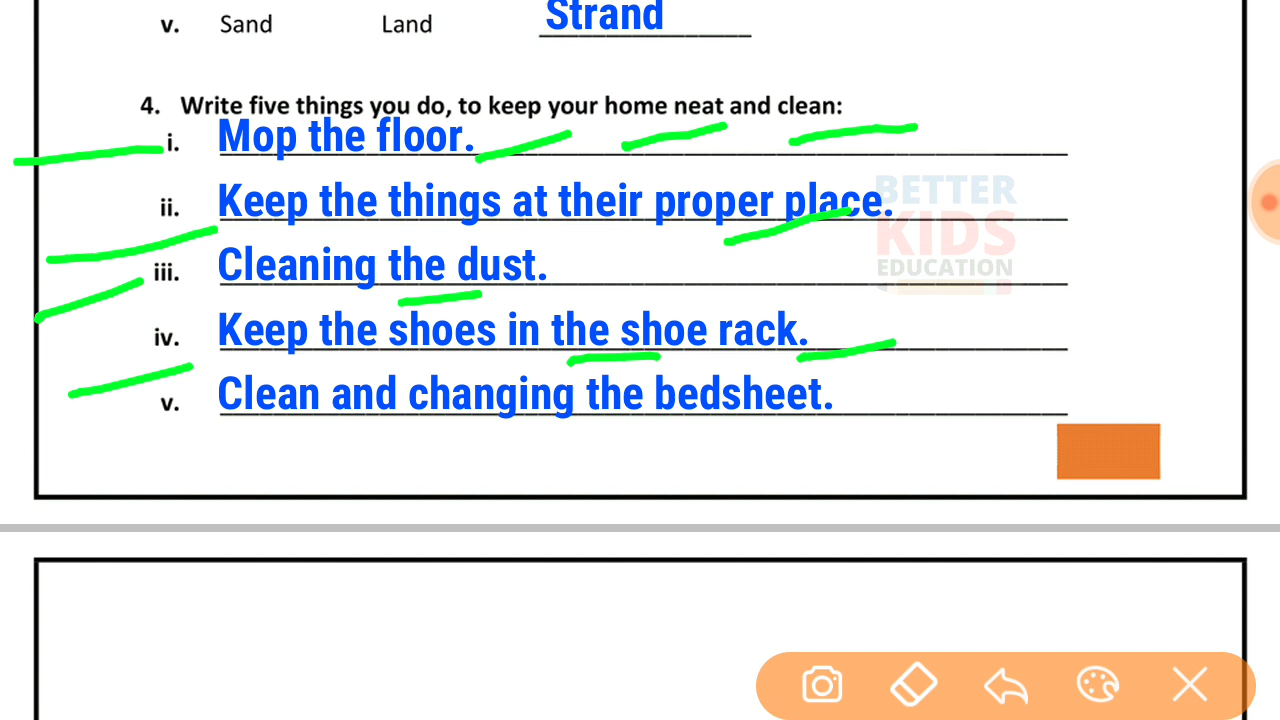 v. Sand Land Strand
4. Write five things you do, to keep your home neat and clean:
i. Mop the floor.
ii. Keep the things at their proper place.
BETTER
KIDS
EDUCATION
iii. Cleaning the dust.
iv. Keep the shoes in the shoe rack.
v. Clean and changing the bedsheet.